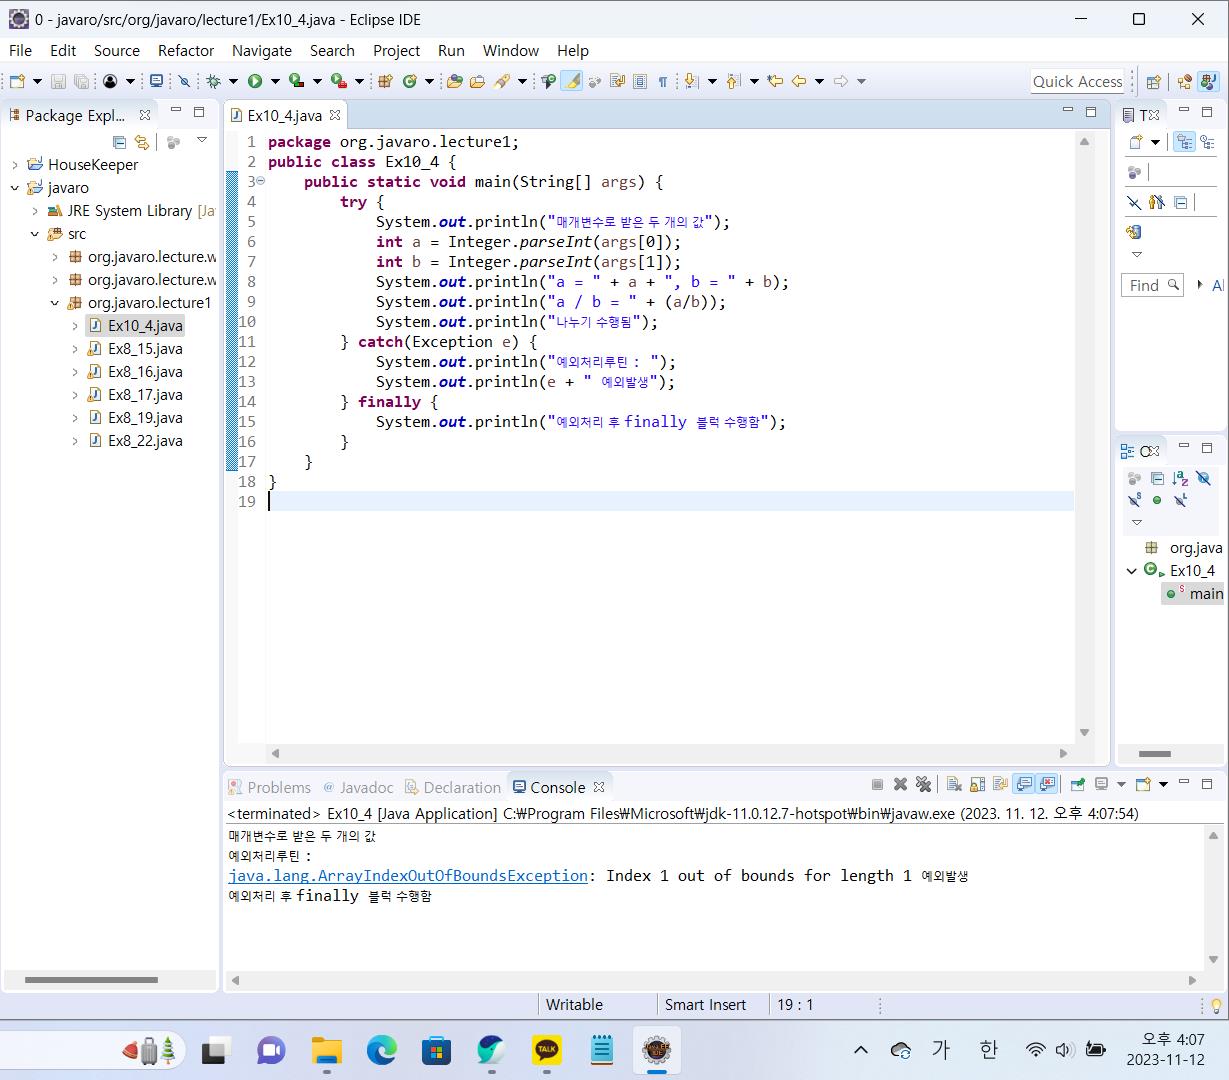 0 - javaro/src/org/javaro/lecture1/Ex10_4.java - Eclipse IDE
File Edit Source Refactor Navigate Search Project Run Window Help
Quick Access
Package Expl...
HouseKeeper
javaro
JRE System Library [Ja
src
org.javaro.lecture.w
org.javaro.lecture.w
org.javaro.lecture1
Ex10_4.java
Ex8_15.java
Ex8_16.java
Ex8_17.java
Ex8_19.java
Ex8_22.java
Ex10_4.java
1 package org.javaro.lecture1;
2 public class Ex10_4 {
3 public static void main(String[] args) {
4 try {
5 System.out.println("매개변수로 받은 두 개의 값");
6 int a = Integer.parseInt(args[0]);
7 int b = Integer.parseInt(args[1]);
8 System.out.println("a = " + a + ", b = " + b);
9 System.out.println("a / b = " + (a/b));
10 System.out.println("나누기 수행됨");
11 } catch(Exception e) {
12 System.out.println("예외처리루틴 : ");
13 System.out.println(e + " 예외발생");
14 } finally {
15 System.out.println("예외처리 후 finally 블럭 수행함");
16 }
17 }
18 }
19
T
Find
Al
O
org.java
Ex10_4
main
Problems @ Javadoc Declaration Console
<terminated> Ex10_4 [Java Application] C:₩Program Files₩Microsoft₩jdk-11.0.12.7-hotspot₩bin₩javaw.exe (2023. 11. 12. 오후 4:07:54)
매개변수로 받은 두 개의 값
예외처리루틴 :
java.lang.ArrayIndexOutOfBoundsException: Index 1 out of bounds for length 1 예외발생
예외처리 후 finally 블럭 수행함
Writable Smart Insert 19 : 1
TALK
가 한
오후 4:07
2023-11-12